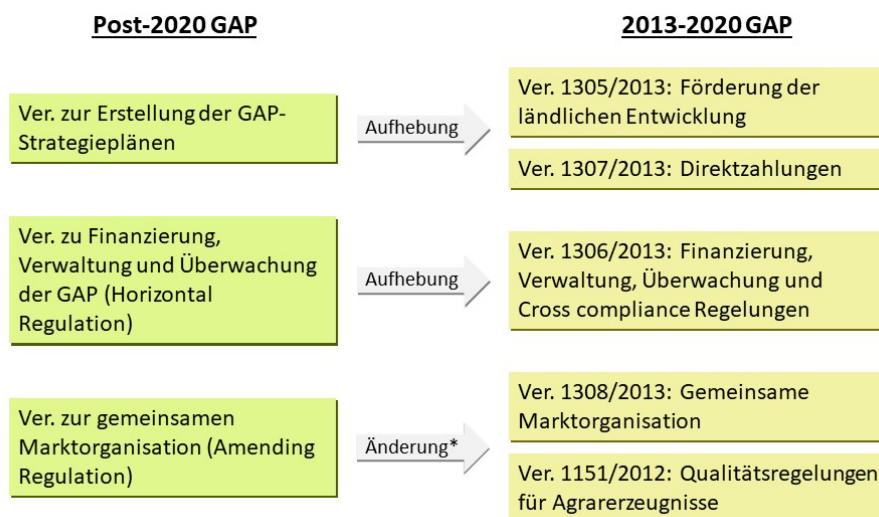 Post-2020 GAP
2013-2020 GAP
Ver. zur Erstellung der GAP-
Strategieplänen
Aufhebung
Ver. 1305/2013: Förderung der
ländlichen Entwicklung
Ver. 1307/2013: Direktzahlungen
Ver. zu Finanzierung,
Verwaltung und Überwachung
der GAP (Horizontal
Regulation)
Aufhebung
Ver. 1306/2013: Finanzierung,
Verwaltung, Überwachung und
Cross compliance Regelungen
Ver. zur gemeinsamen
Marktorganisation (Amending
Regulation)
Änderung*
Ver. 1308/2013: Gemeinsame
Marktorganisation
Ver. 1151/2012: Qualitätsregelungen
für Agrarerzeugnisse